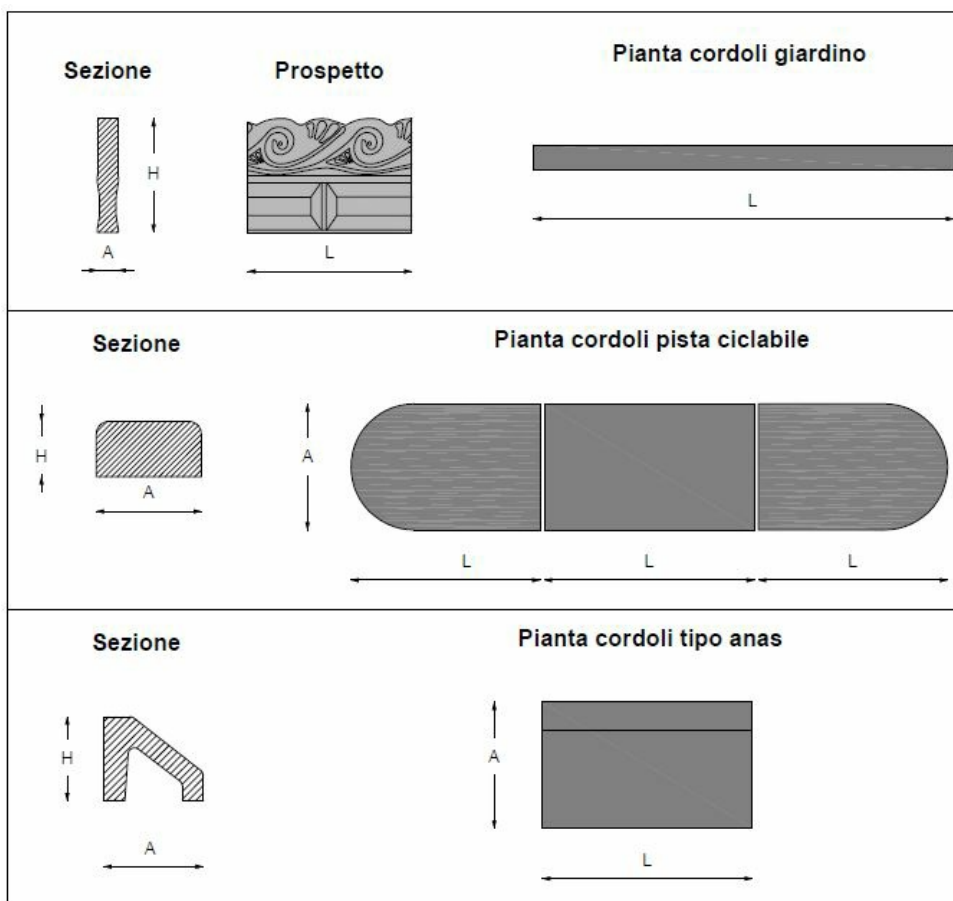 Sezione
Prospetto
Pianta cordoli giardino
H
A
L
L
Sezione
Pianta cordoli pista ciclabile
H
A
A
L
L
L
Sezione
Pianta cordoli tipo anas
H
A
A
L